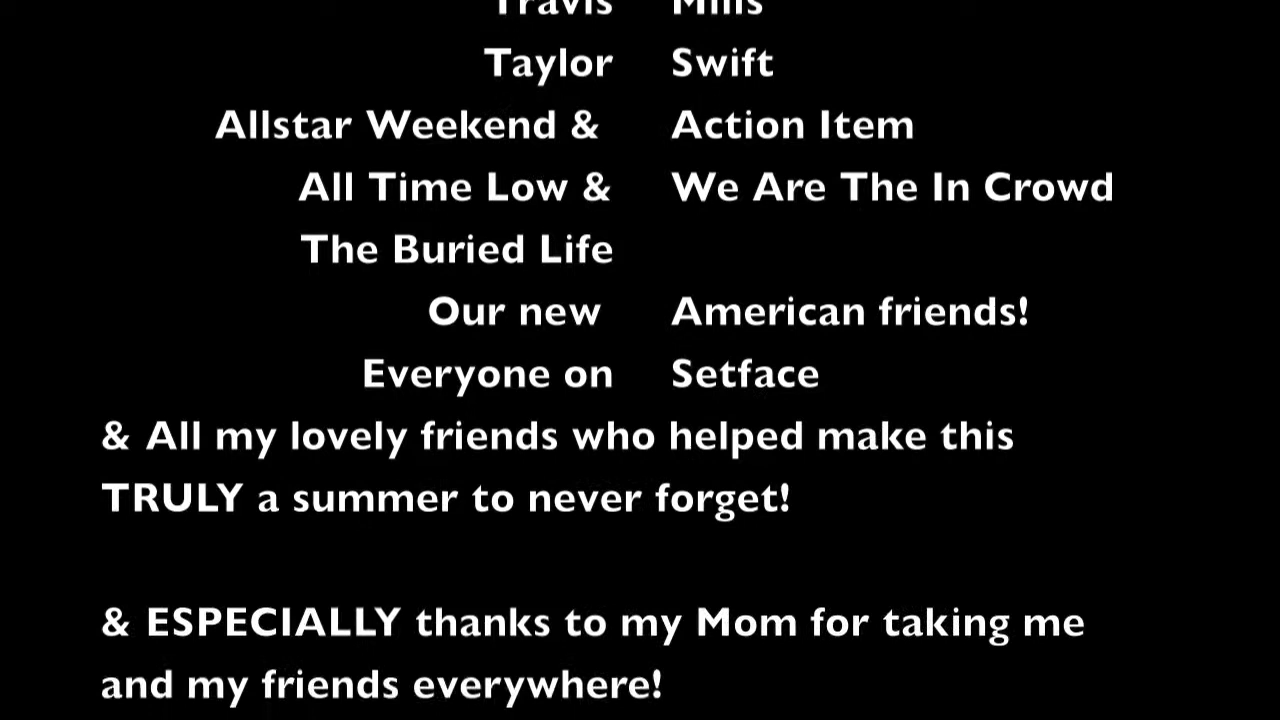 Travis Mills
Taylor Swift
Allstar Weekend & Action Item
All Time Low & We Are The In Crowd
The Buried Life
Our new American friends!
Everyone on Setface
& All my lovely friends who helped make this
TRULY a summer to never forget!
& ESPECIALLY thanks to my Mom for taking me
and my friends everywhere!